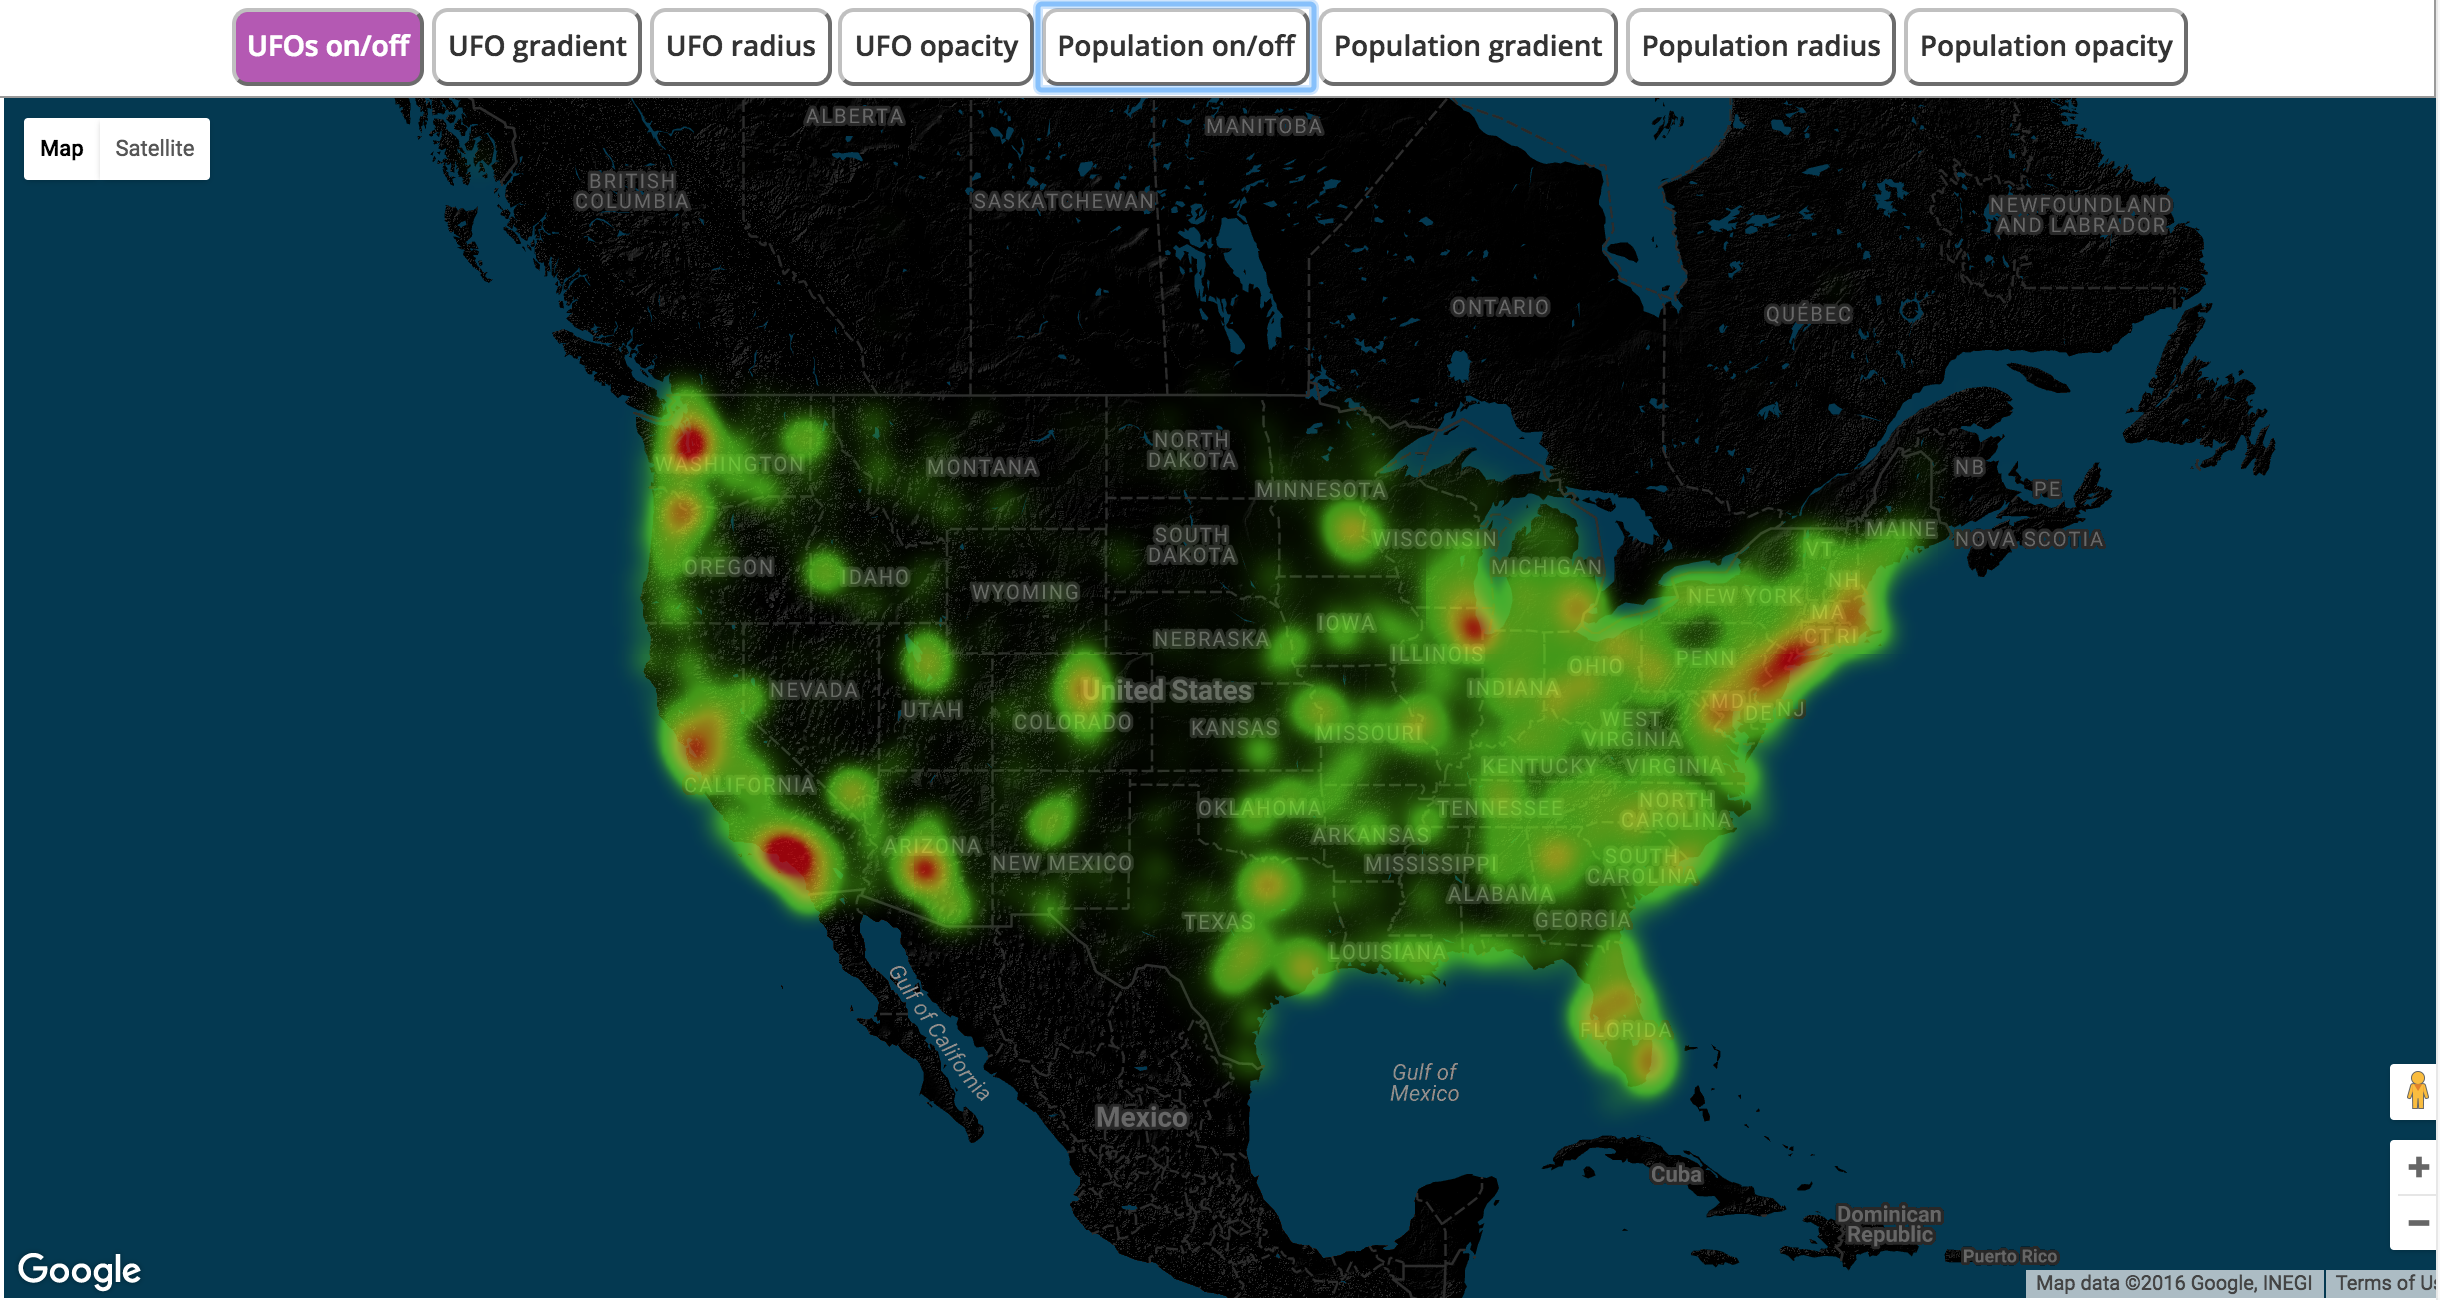 UFOs on/off
UFO gradient
UFO radius
UFO opacity
Population on/off
Population gradient
Population radius
Population opacity
Map
Satellite
ALBERTA
MANITOBA
BRITISH
COLUMBIA
SASKATCHEWAN
NEWFOUNDLAND
AND LABRADOR
ONTARIO
QUÉBEC
WASHINGTON
MONTANA
NORTH
DAKOTA
MINNESOTA
NB
PE
OREGON
IDAHO
WYOMING
SOUTH
DAKOTA
WISCONSIN
MICHIGAN
VT
MAINE
NOVA SCOTIA
NH
NEW YORK
MA
CT RI
NEBRASKA
IOWA
ILLINOIS
OHIO
PENN
NEVADA
UTAH
United States
COLORADO
KANSAS
MISSOURI
INDIANA
WEST
VIRGINIA
MD
DE
NJ
CALIFORNIA
KENTUCKY
VIRGINIA
ARIZONA
NEW MEXICO
OKLAHOMA
ARKANSAS
TENNESSEE
NORTH
CAROLINA
MISSISSIPPI
SOUTH
CAROLINA
ALABAMA
TEXAS
GEORGIA
LOUISIANA
Gulf of California
FLORIDA
Gulf of
Mexico
Mexico
Cuba
Dominican
Republic
Puerto Rico
Google
Map data ©2016 Google, INEGI
Terms of